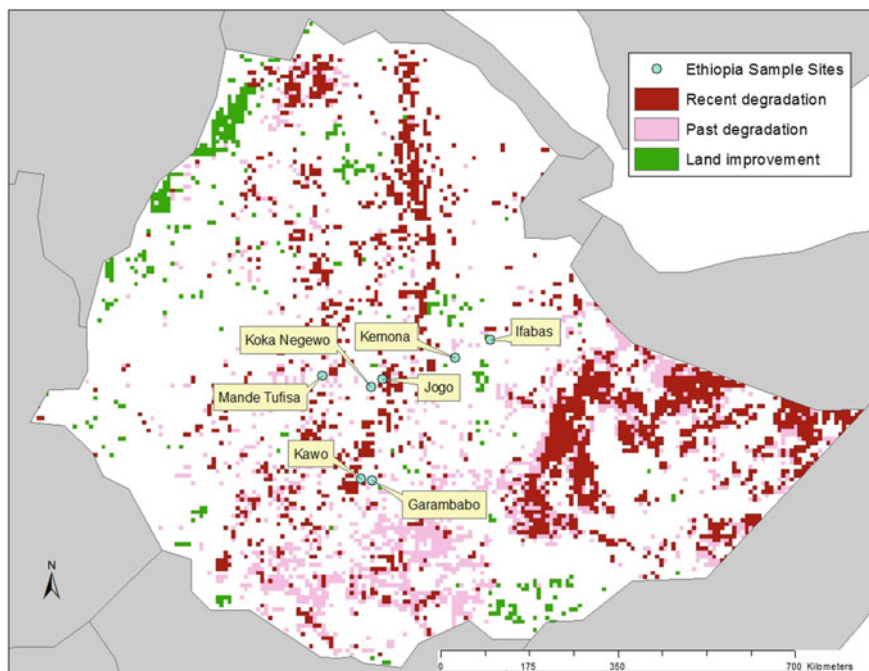 Ethiopia Sample Sites
Recent degradation
Past degradation
Land improvement
Ifabas
Koka Negewo
Kemona
Mande Tufisa
Jogo
Kawo
Garambabo
N
0 175 350 700 Kilometers